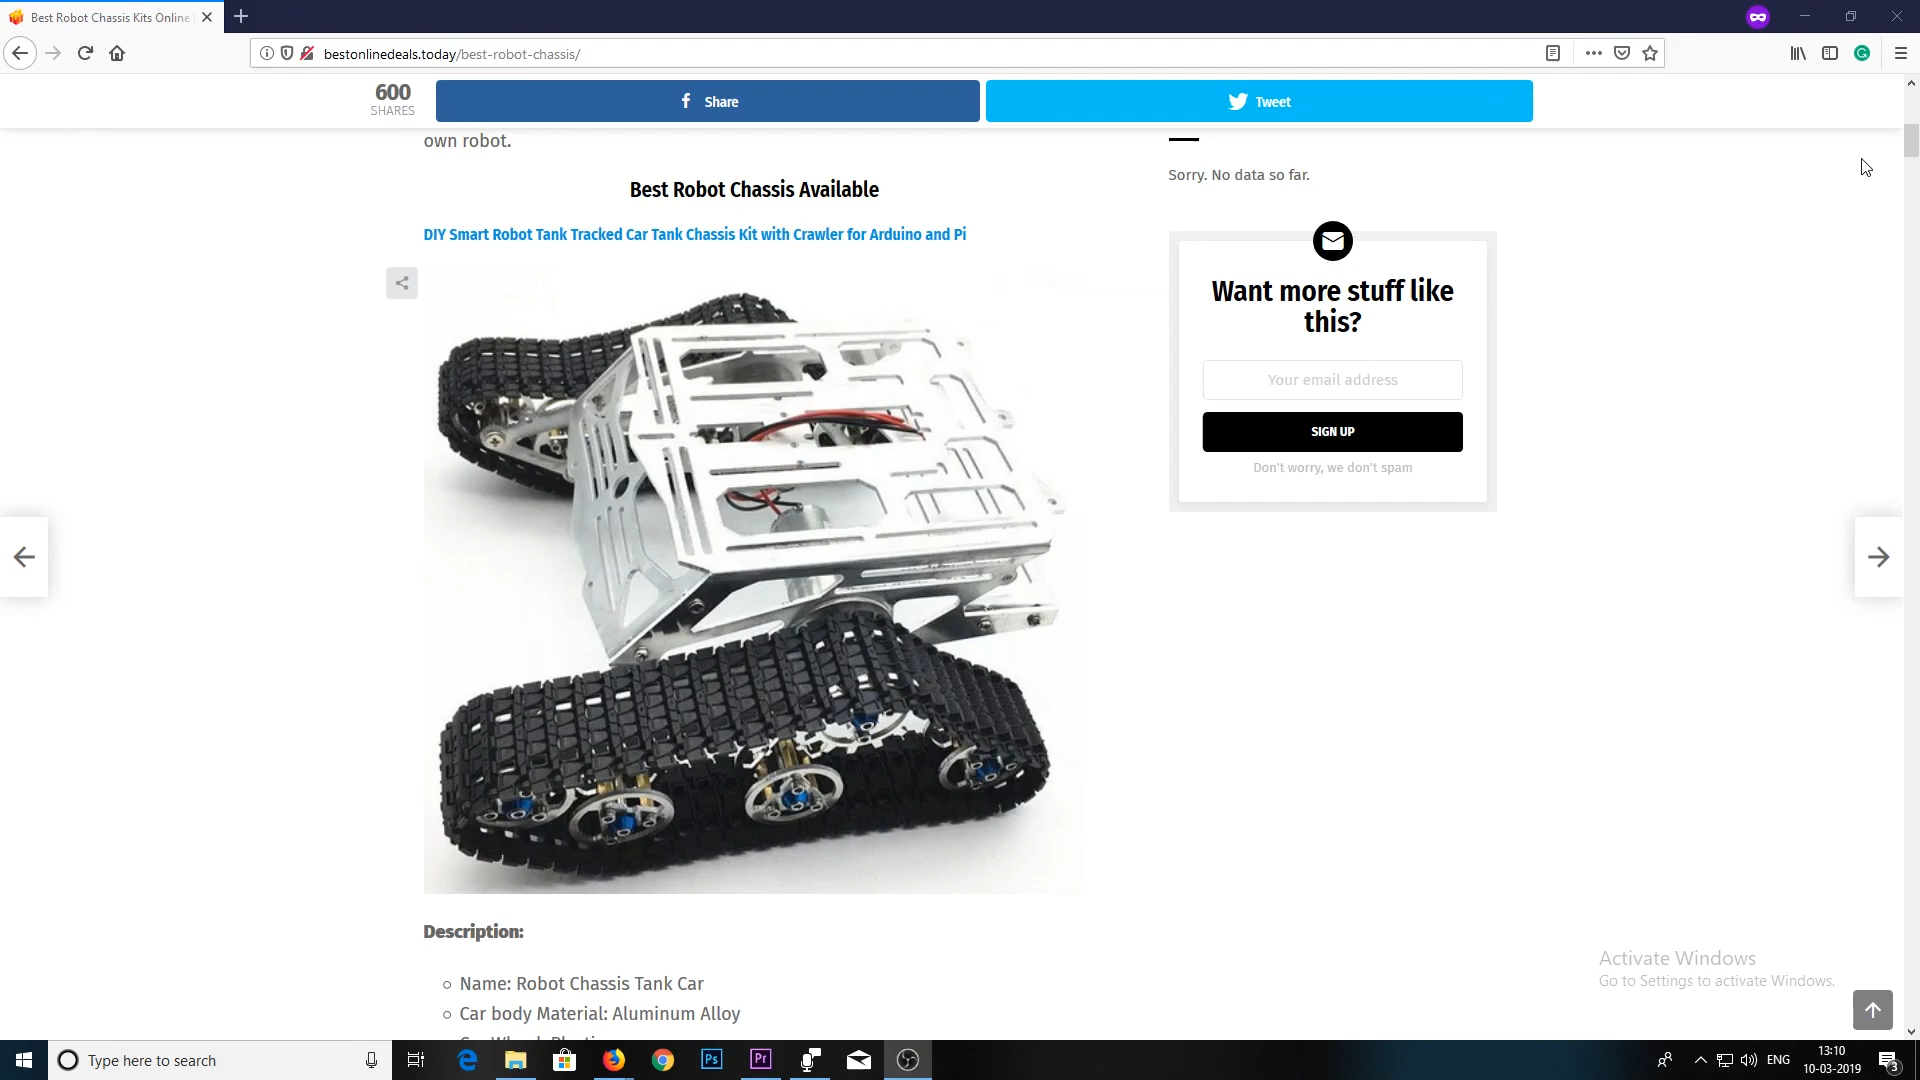 Best Robot Chassis Kits Online
bestonlinedeals.today/best-robot-chassis/
600
SHARES
Share
Tweet
own robot.
Best Robot Chassis Available
DIY Smart Robot Tank Tracked Car Tank Chassis Kit with Crawler for Arduino and Pi
Sorry. No data so far.
Want more stuff like
this?
Your email address
SIGN UP
Don't worry, we don't spam
Description:
Name: Robot Chassis Tank Car
Car body Material: Aluminum Alloy
Activate Windows
Go to Settings to activate Windows.
Type here to search
Ps
Pr
ENG
13:10
10-03-2019
3